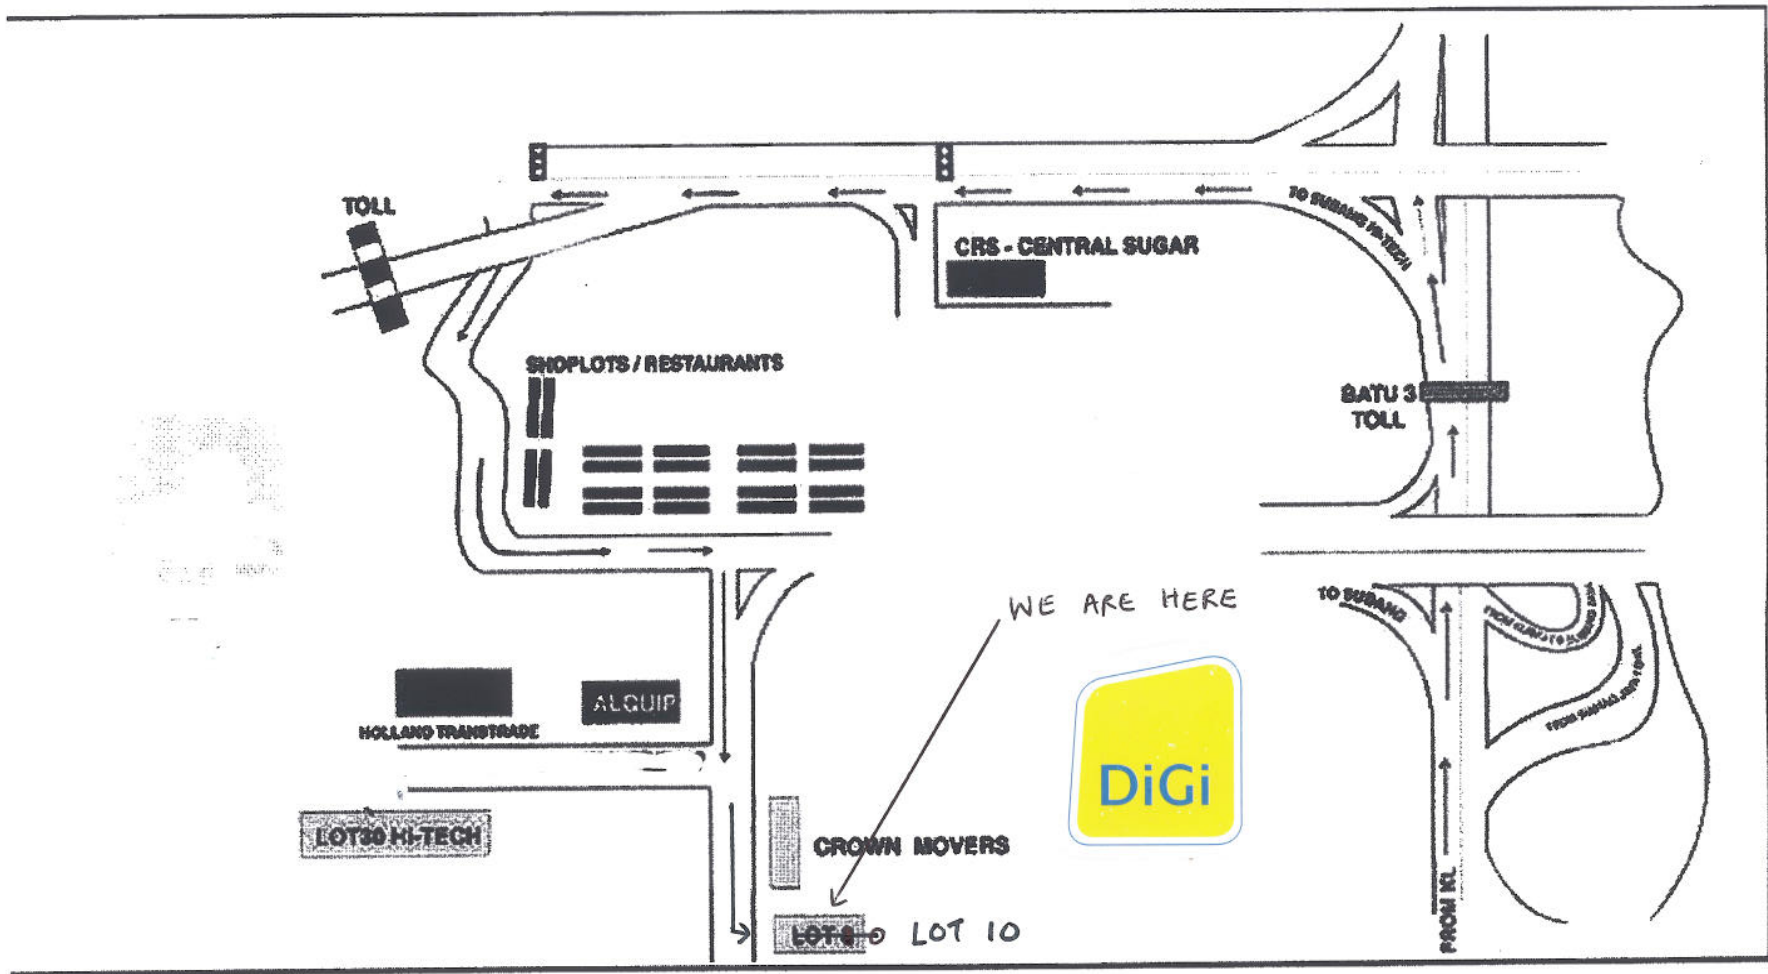 TOLL
CRS - CENTRAL SUGAR
TO SUBANG HI-TECH
SHOPLOTS / RESTAURANTS
BATU 3
TOLL
WE ARE HERE
TO SUBANG
ALQUIP
HOLLAND TRANSTRADE
DiGi
LOT30 HI-TECH
CROWN MOVERS
LOT
LOT 10
FROM KL